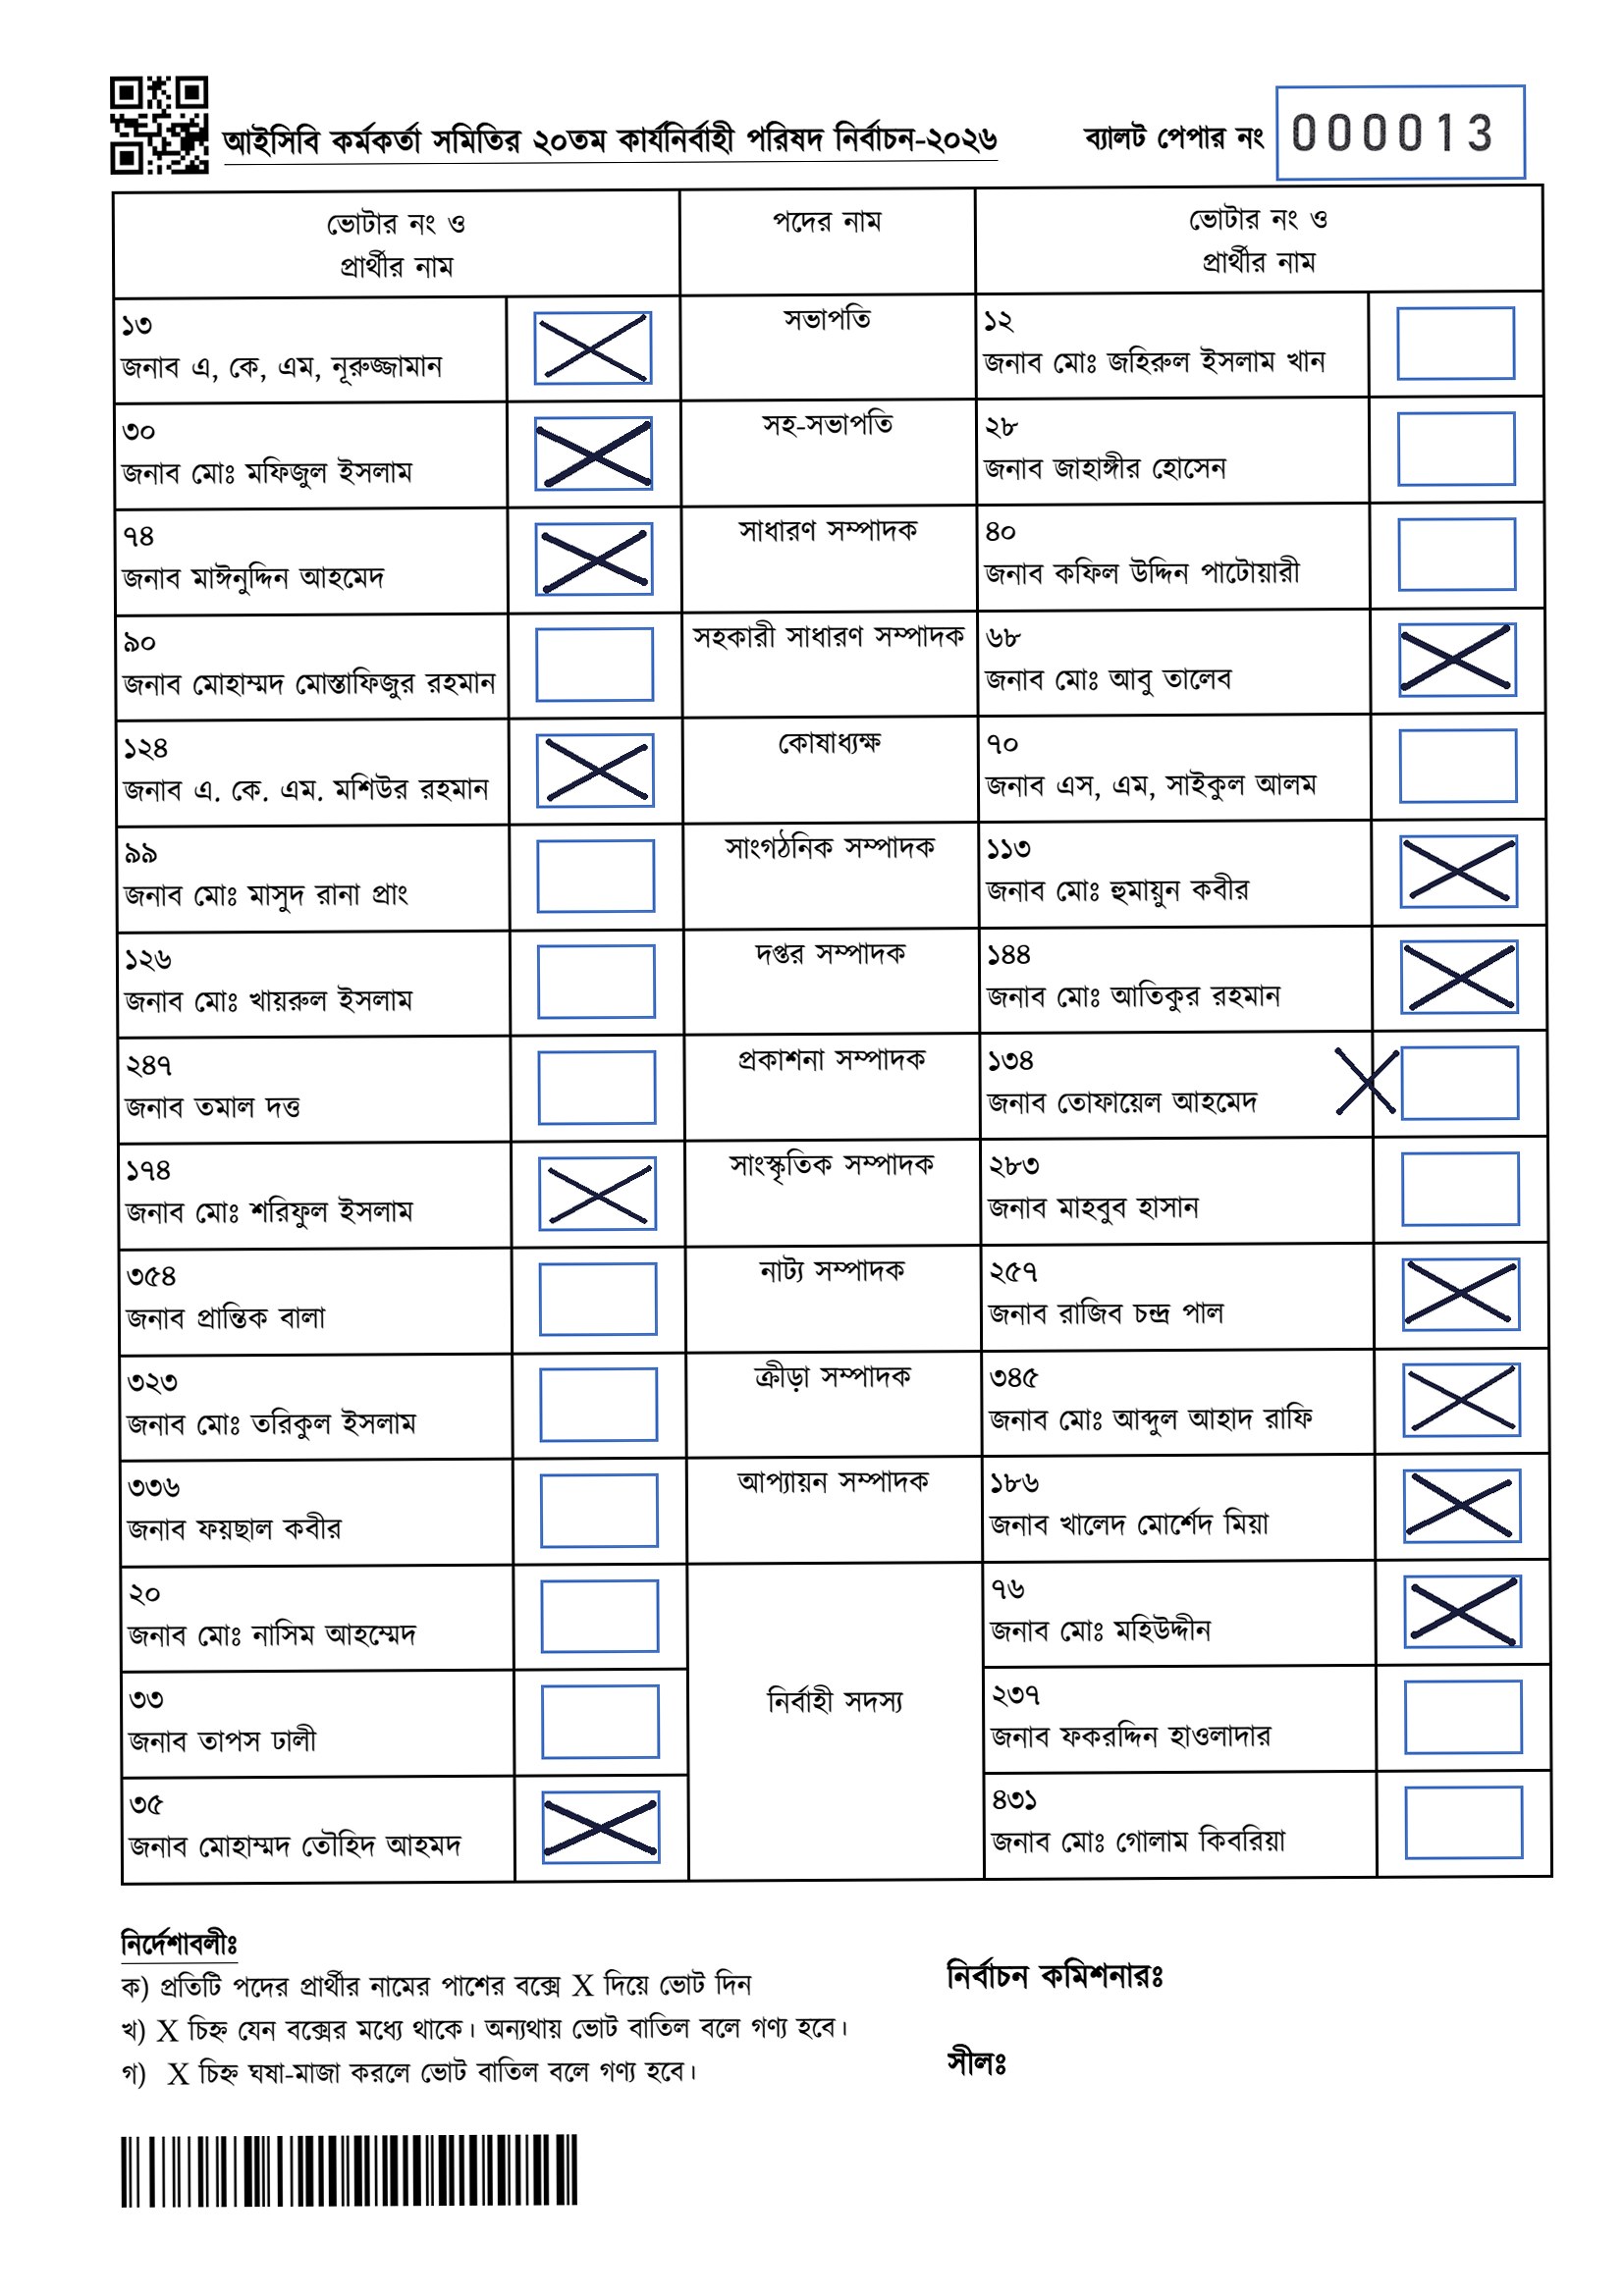 আইসিবি কর্মকর্তা সমিতির ২০তম কার্যনির্বাহী পরিষদ নির্বাচন-২০২৬ ব্যালট পেপার নং 000013
ভোটার নং ও
প্রার্থীর নাম
পদের নাম
ভোটার নং ও
প্রার্থীর নাম
১৩
জনাব এ, কে, এম, নূরুজ্জামান
সভাপতি
১২
জনাব মোঃ জহিরুল ইসলাম খান
৩০
জনাব মোঃ মফিজুল ইসলাম
সহ-সভাপতি
২৮
জনাব জাহাঙ্গীর হোসেন
৭৪
জনাব মাঈনুদ্দিন আহমেদ
সাধারণ সম্পাদক
৪০
জনাব কফিল উদ্দিন পাটোয়ারী
৯০
জনাব মোহাম্মদ মোস্তাফিজুর রহমান
সহকারী সাধারণ সম্পাদক
৬৮
জনাব মোঃ আবু তালেব
১২৪
জনাব এ. কে. এম. মশিউর রহমান
কোষাধ্যক্ষ
৭০
জনাব এস, এম, সাইকুল আলম
৯৯
জনাব মোঃ মাসুদ রানা প্রাং
সাংগঠনিক সম্পাদক
১১৩
জনাব মোঃ হুমায়ুন কবীর
১২৬
জনাব মোঃ খায়রুল ইসলাম
দপ্তর সম্পাদক
১৪৪
জনাব মোঃ আতিকুর রহমান
২৪৭
জনাব তমাল দত্ত
প্রকাশনা সম্পাদক
১৩৪
জনাব তোফায়েল আহমেদ
১৭৪
জনাব মোঃ শরিফুল ইসলাম
সাংস্কৃতিক সম্পাদক
২৮৩
জনাব মাহবুব হাসান
৩৫৪
জনাব প্রান্তিক বালা
নাট্য সম্পাদক
২৫৭
জনাব রাজিব চন্দ্র পাল
৩২৩
জনাব মোঃ তরিকুল ইসলাম
ক্রীড়া সম্পাদক
৩৪৫
জনাব মোঃ আব্দুল আহাদ রাফি
৩৩৬
জনাব ফয়ছাল কবীর
আপ্যায়ন সম্পাদক
১৮৬
জনাব খালেদ মোর্শেদ মিয়া
২০
জনাব মোঃ নাসিম আহম্মেদ
৭৬
জনাব মোঃ মহিউদ্দীন
৩৩
জনাব তাপস ঢালী
নির্বাহী সদস্য
২৩৭
জনাব ফকরদ্দিন হাওলাদার
৩৫
জনাব মোহাম্মদ তৌহিদ আহমদ
৪৩১
জনাব মোঃ গোলাম কিবরিয়া
নির্দেশাবলীঃ
ক) প্রতিটি পদের প্রার্থীর নামের পাশের বক্সে X দিয়ে ভোট দিন
খ) X চিহ্ন যেন বক্সের মধ্যে থাকে। অন্যথায় ভোট বাতিল বলে গণ্য হবে।
গ) X চিহ্ন ঘষা-মাজা করলে ভোট বাতিল বলে গণ্য হবে।
নির্বাচন কমিশনারঃ
সীলঃ